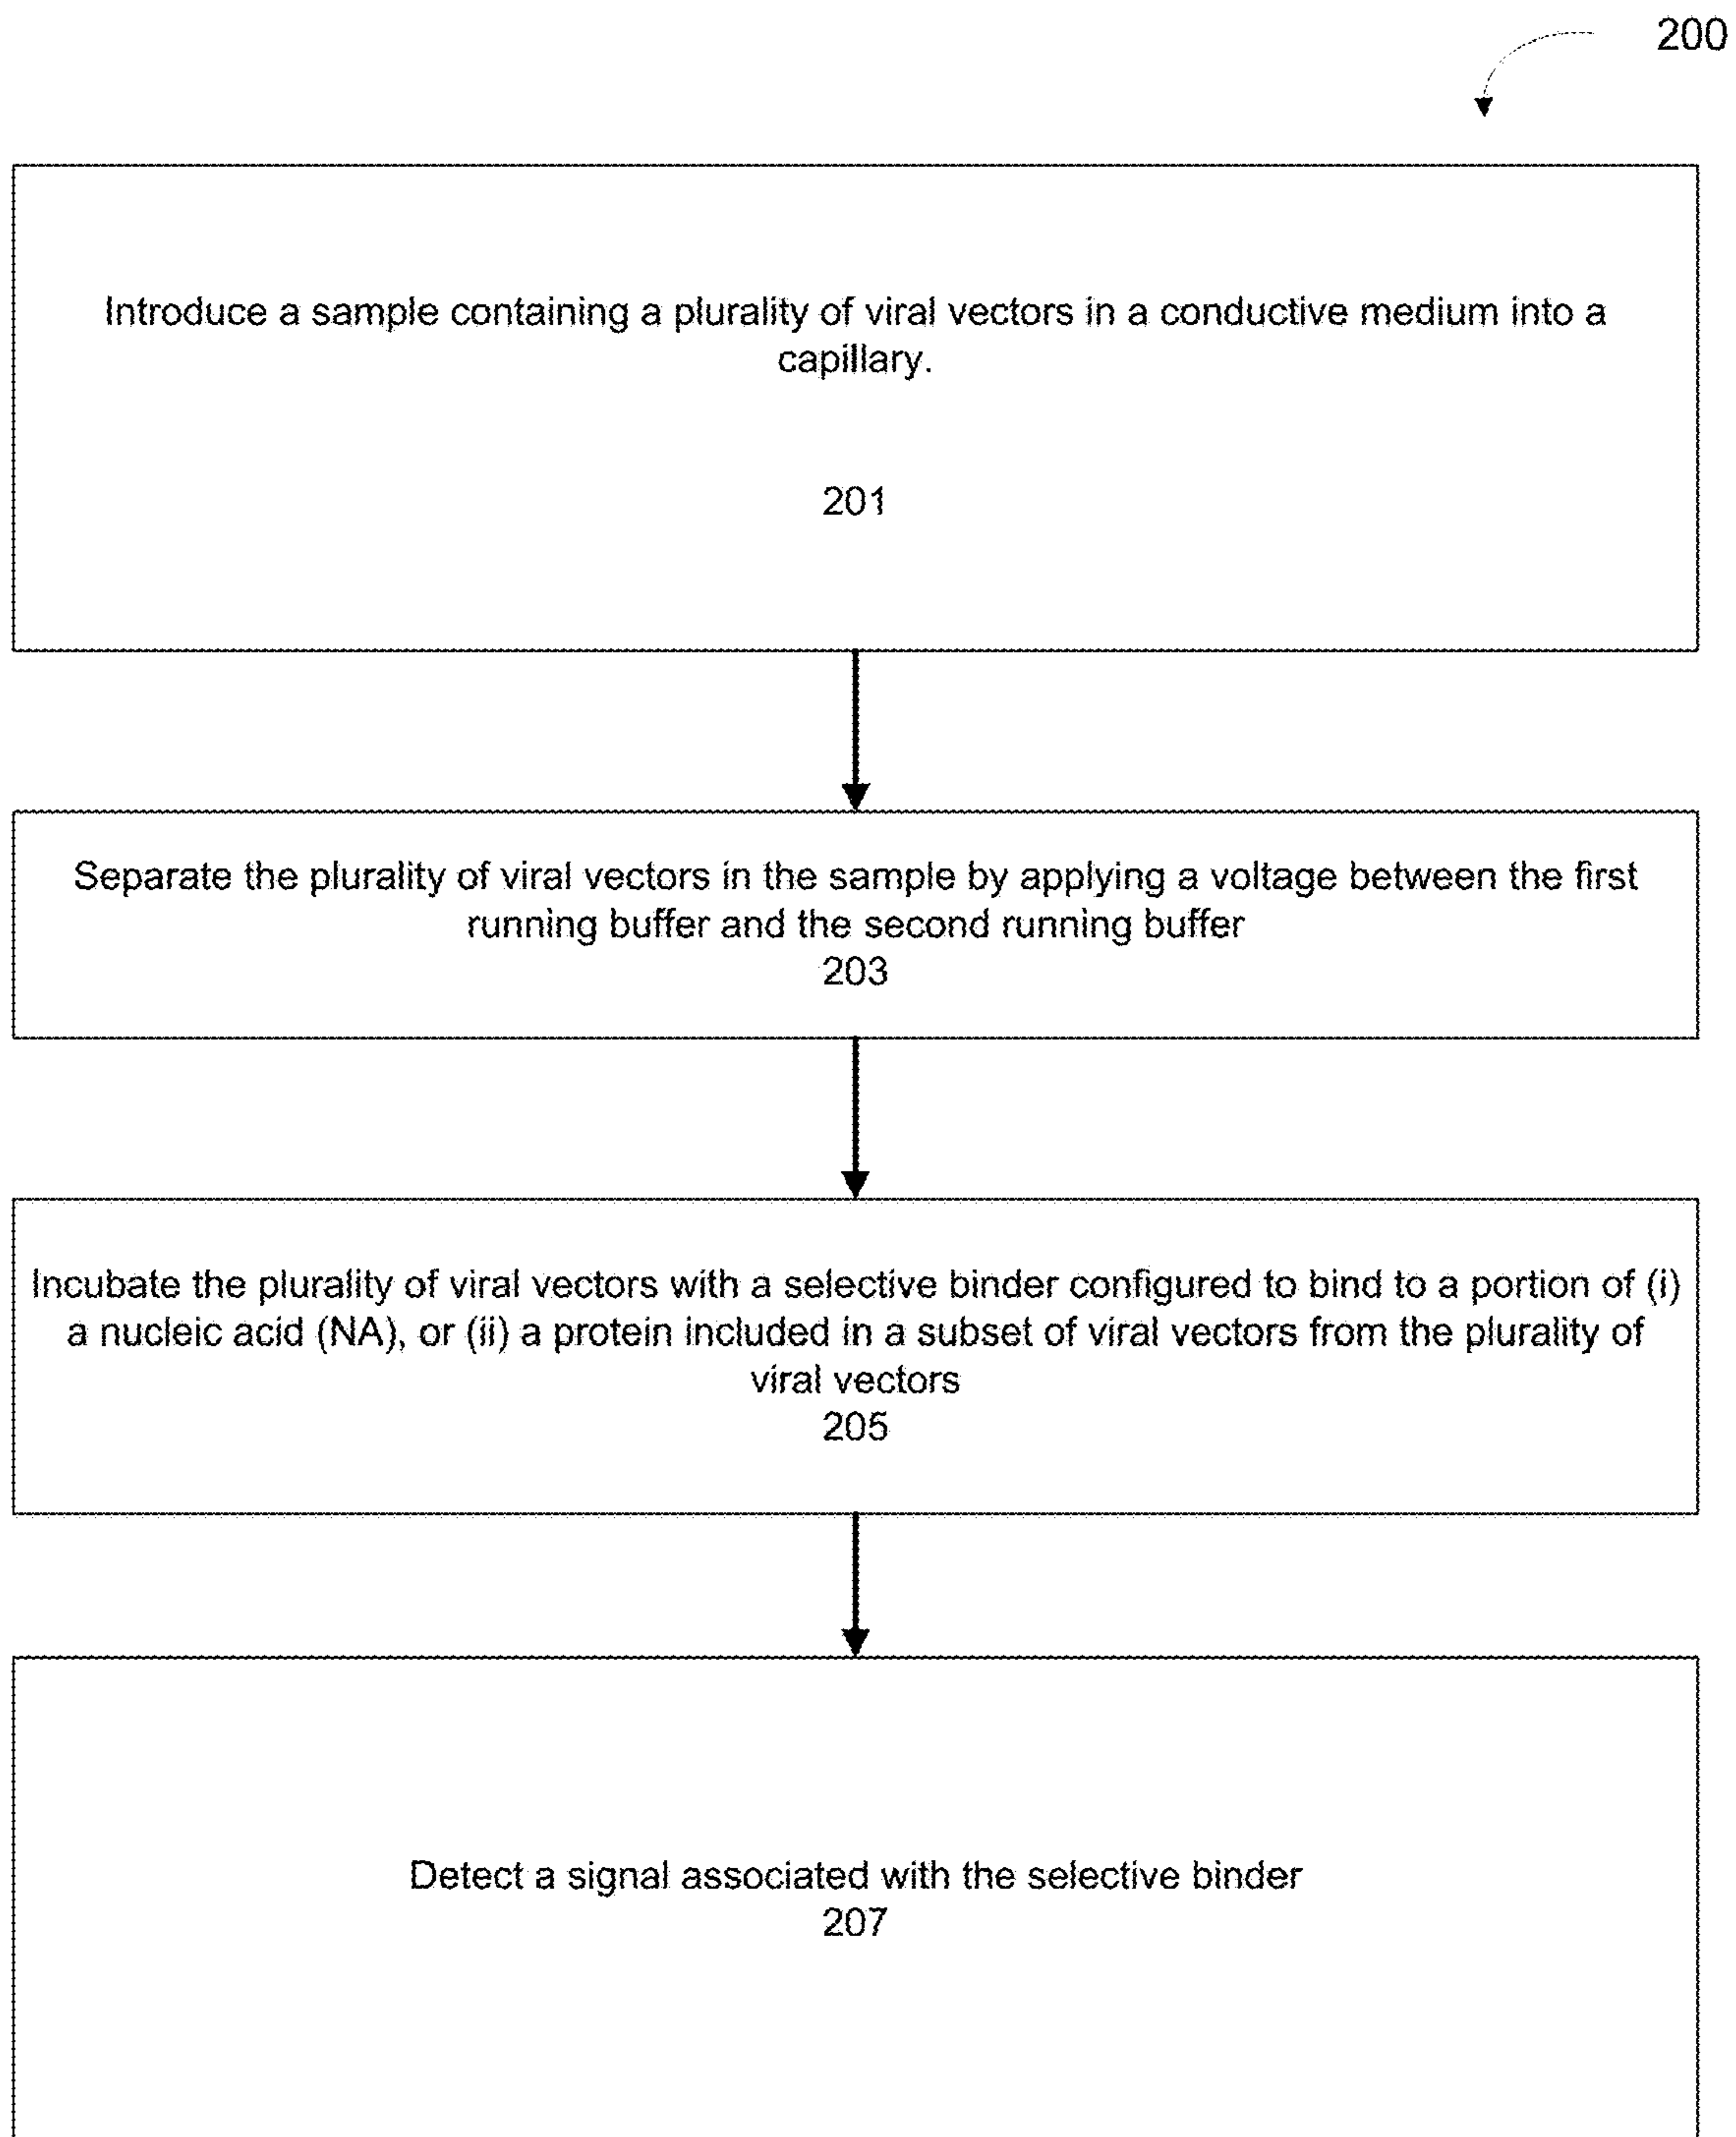 200
Introduce a sample containing a plurality of viral vectors in a conductive medium into a
capillary.
201
Separate the plurality of viral vectors in the sample by applying a voltage between the first
running buffer and the second running buffer
203
Incubate the plurality of viral vectors with a selective binder configured to bind to a portion of (i)
a nucleic acid (NA), or (ii) a protein included in a subset of viral vectors from the plurality of
viral vectors
205
Detect a signal associated with the selective binder
207